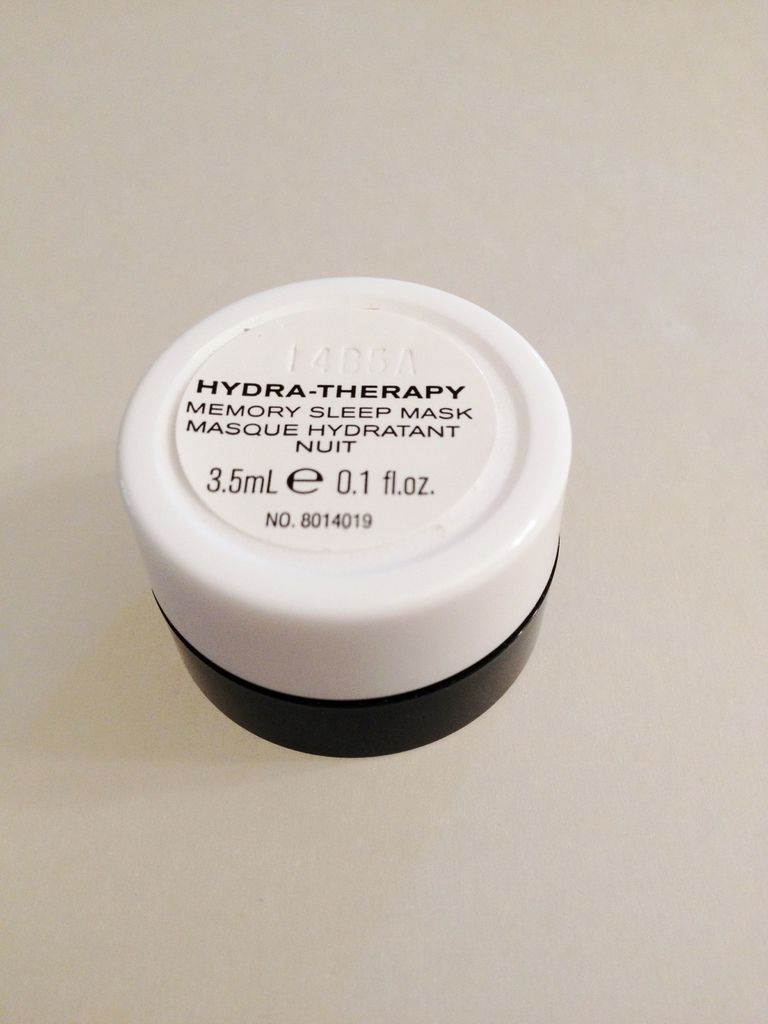 14B5A
HYDRA-THERAPY
MEMORY SLEEP MASK
MASQUE HYDRATANT
NUIT
3.5mL ℮ 0.1 fl.oz.
NO. 8014019